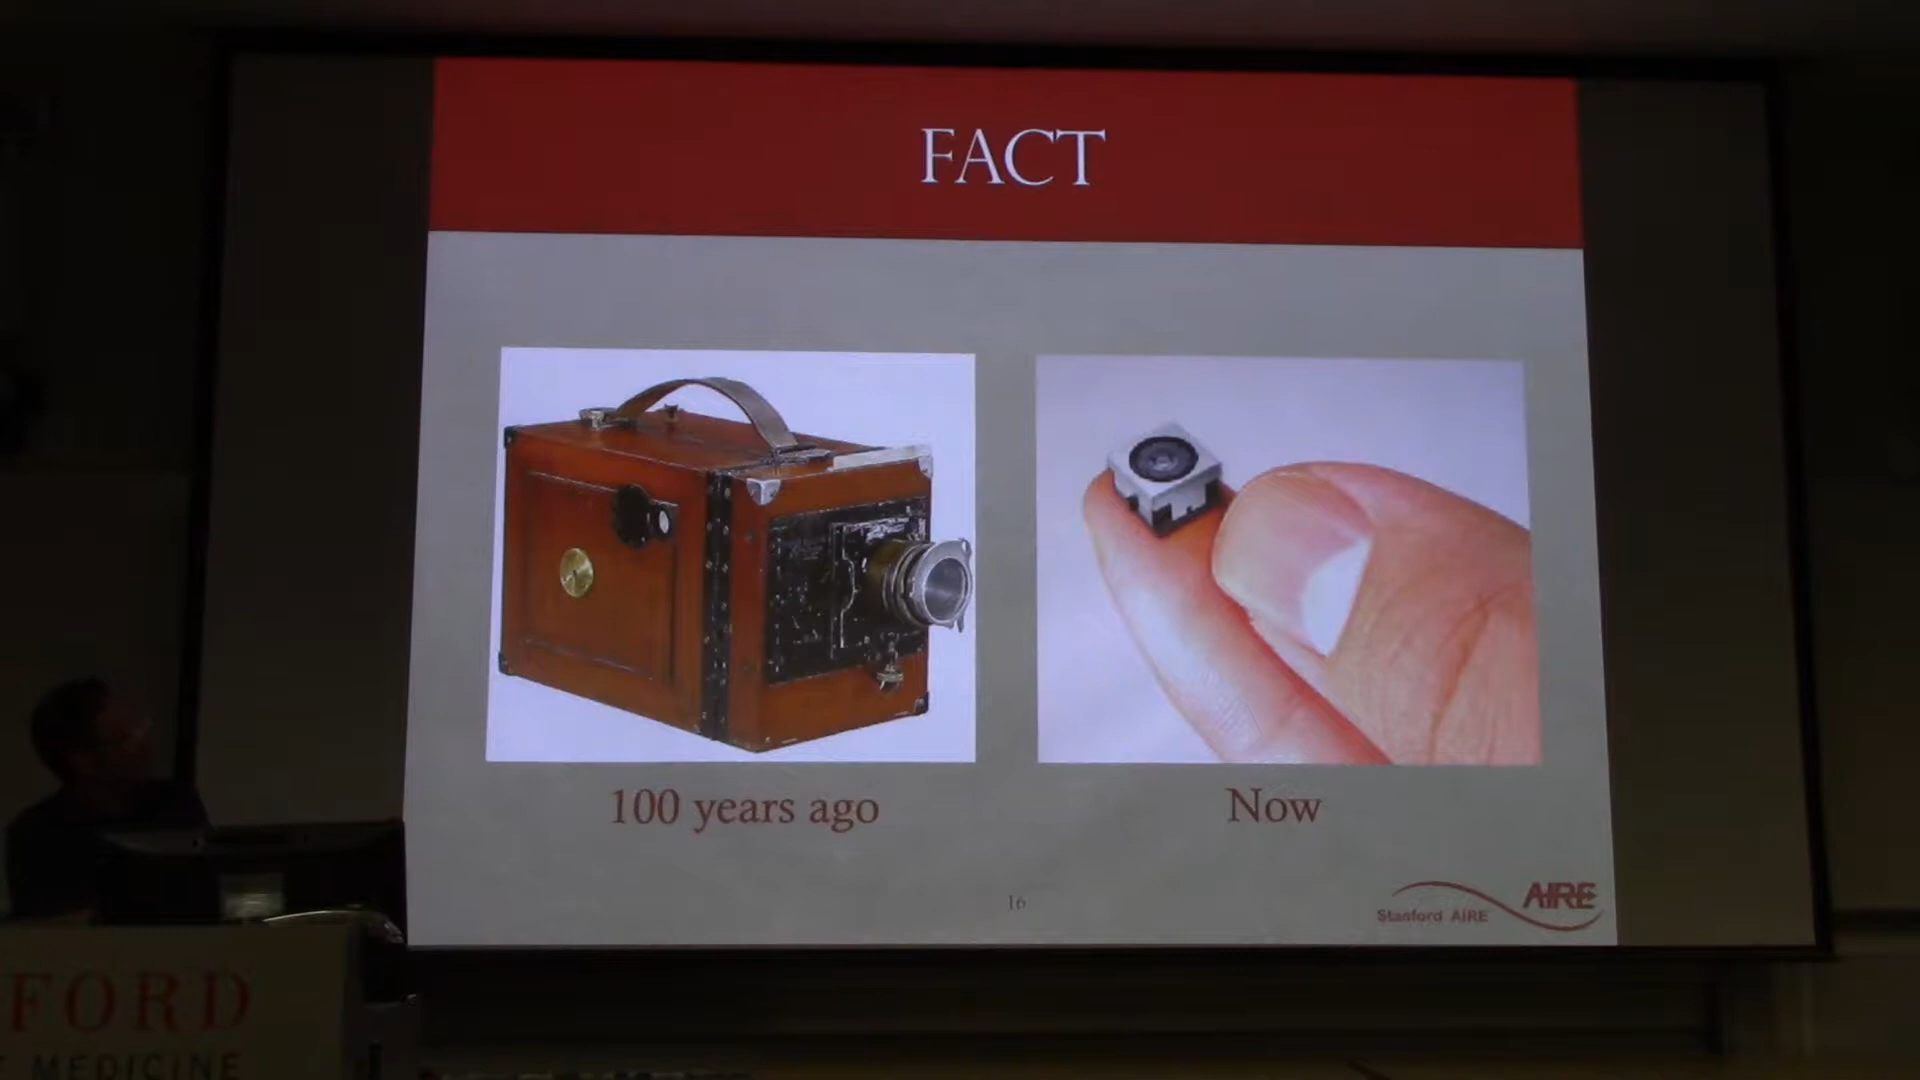 FACT
100 years ago
Now
16
Stanford AIRE
AIRE
FORD
MEDICINE